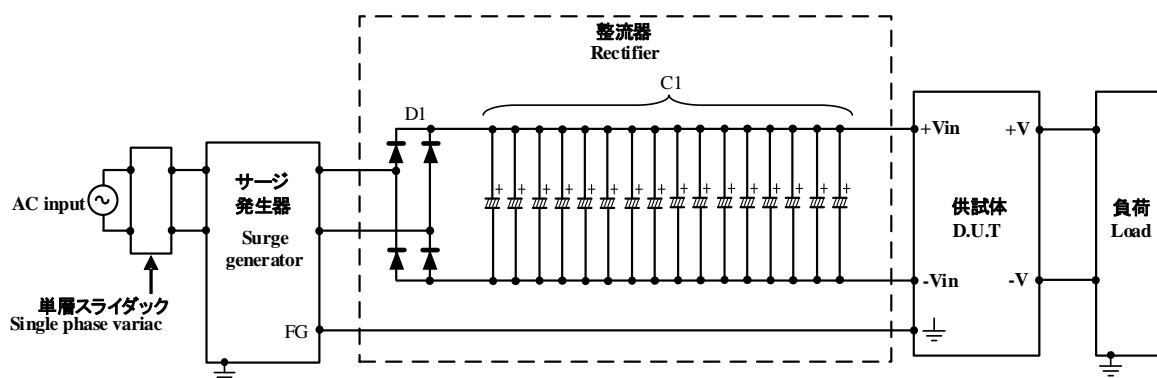 整流器
Rectifier
C1
D1
+Vin
+V
サージ
発生器
Surge
generator
AC input
供試体
D.U.T
負荷
Load
-Vin
-V
単層スライダック
Single phase variac
FG
+ + + + + + + + + + + + + + + +